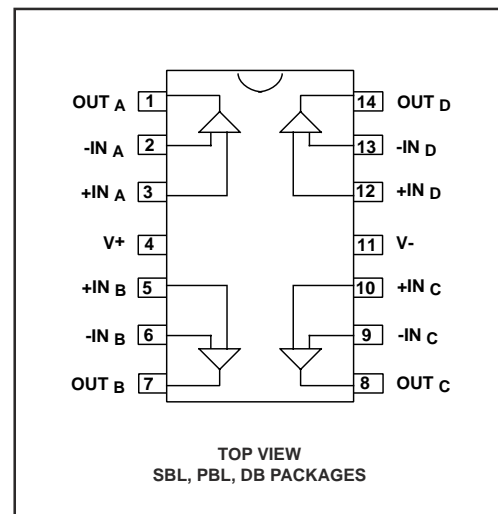 OUT A 1 14 OUT D
-IN A 2 13 -IN D
+IN A 3 12 +IN D
V+ 4 11 V-
+IN B 5 10 +IN C
-IN B 6 9 -IN C
OUT B 7 8 OUT C
TOP VIEW
SBL, PBL, DB PACKAGES